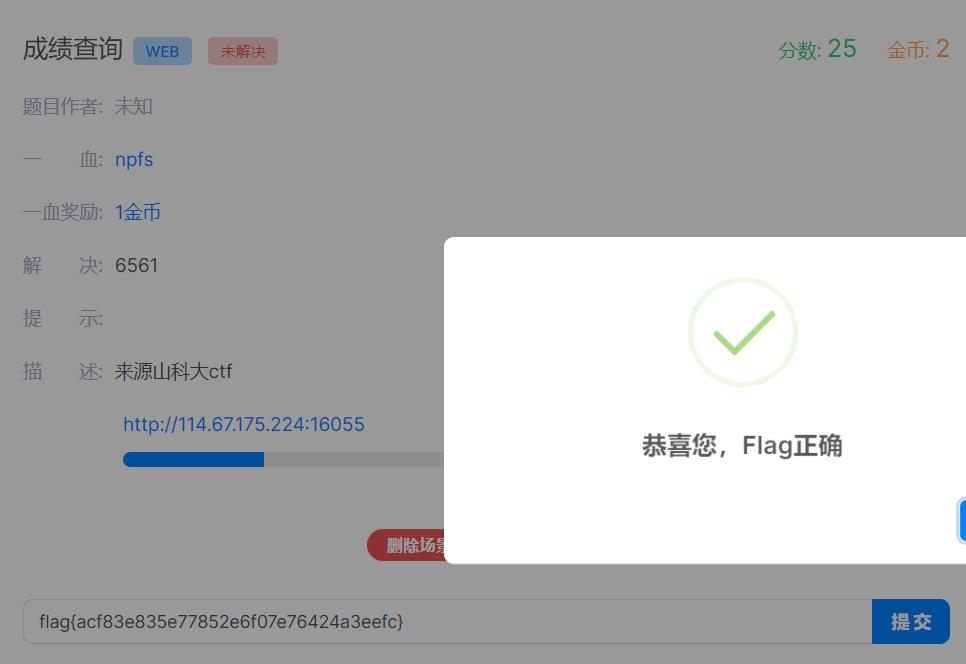 成绩查询 WEB 未解决 分数: 25 金币: 2
题目作者: 未知
一 血: npfs
一血奖励: 1金币
解 决: 6561
提 示:
描 述: 来源山科大ctf
http://114.67.175.224:16055
恭喜您，Flag正确
删除场景
flag{acf83e835e77852e6f07e76424a3eefc} 提交